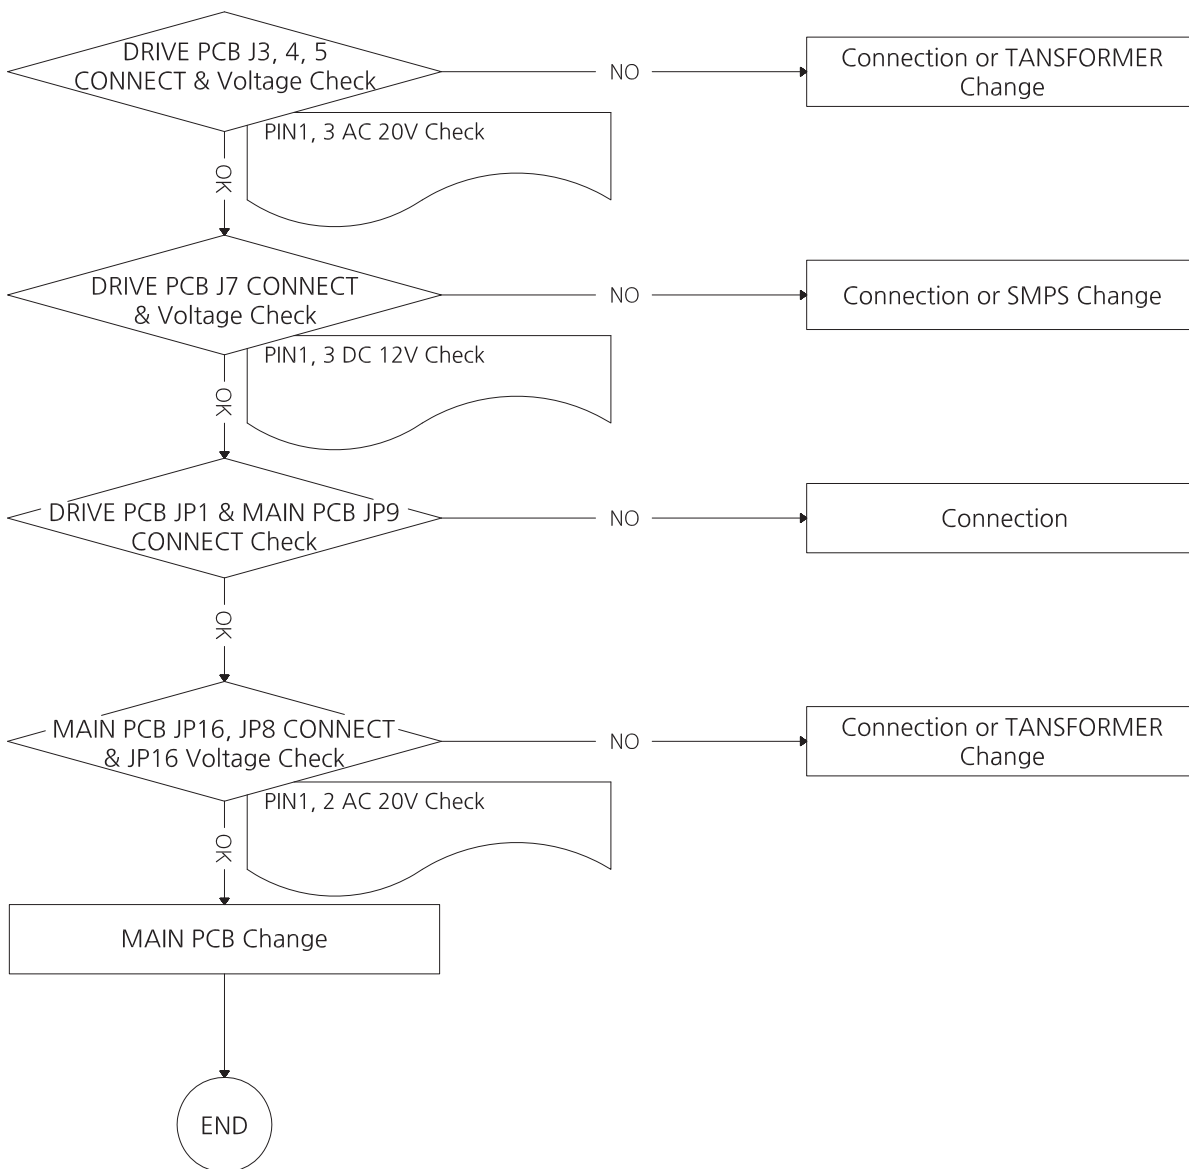 DRIVE PCB J3, 4, 5
CONNECT & Voltage Check
NO
Connection or TANSFORMER
Change
PIN1, 3 AC 20V Check
OK
DRIVE PCB J7 CONNECT
& Voltage Check
NO
Connection or SMPS Change
PIN1, 3 DC 12V Check
OK
DRIVE PCB JP1 & MAIN PCB JP9
CONNECT Check
NO
Connection
OK
MAIN PCB JP16, JP8 CONNECT
& JP16 Voltage Check
NO
Connection or TANSFORMER
Change
PIN1, 2 AC 20V Check
OK
MAIN PCB Change
END